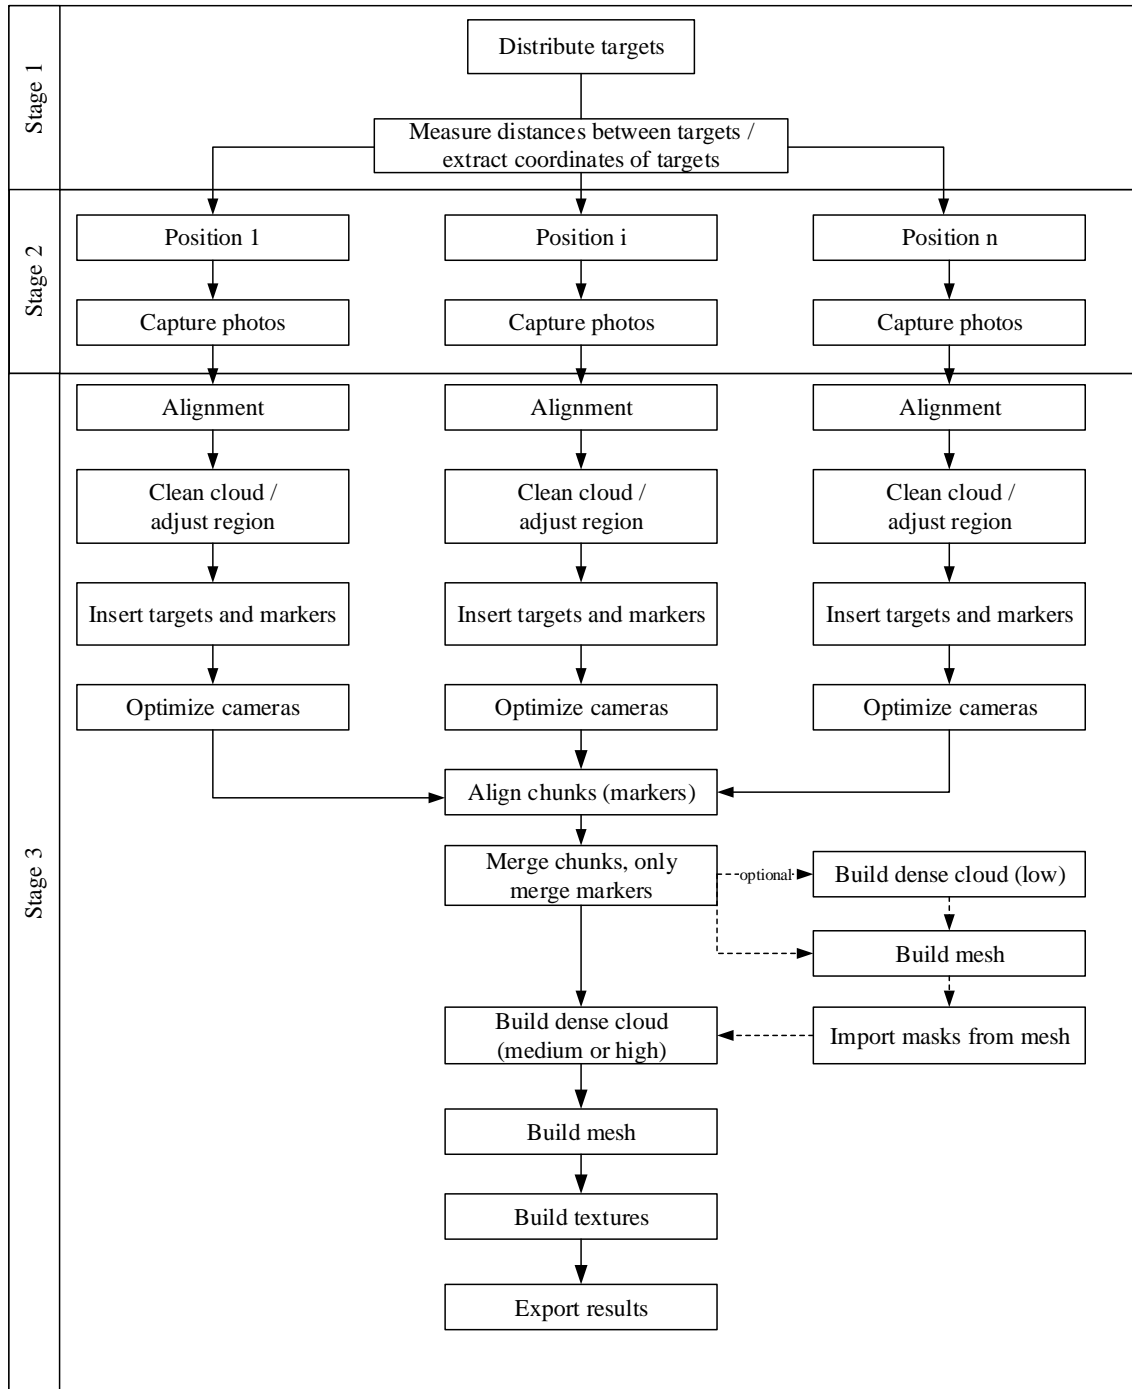 Stage 1
Distribute targets
Measure distances between targets /
extract coordinates of targets
Stage 2
Position 1
Position i
Position n
Capture photos
Capture photos
Capture photos
Stage 3
Alignment
Alignment
Alignment
Clean cloud /
adjust region
Clean cloud /
adjust region
Clean cloud /
adjust region
Insert targets and markers
Insert targets and markers
Insert targets and markers
Optimize cameras
Optimize cameras
Optimize cameras
Align chunks (markers)
Merge chunks, only
merge markers
optional
Build dense cloud (low)
Build mesh
Build dense cloud
(medium or high)
Import masks from mesh
Build mesh
Build textures
Export results